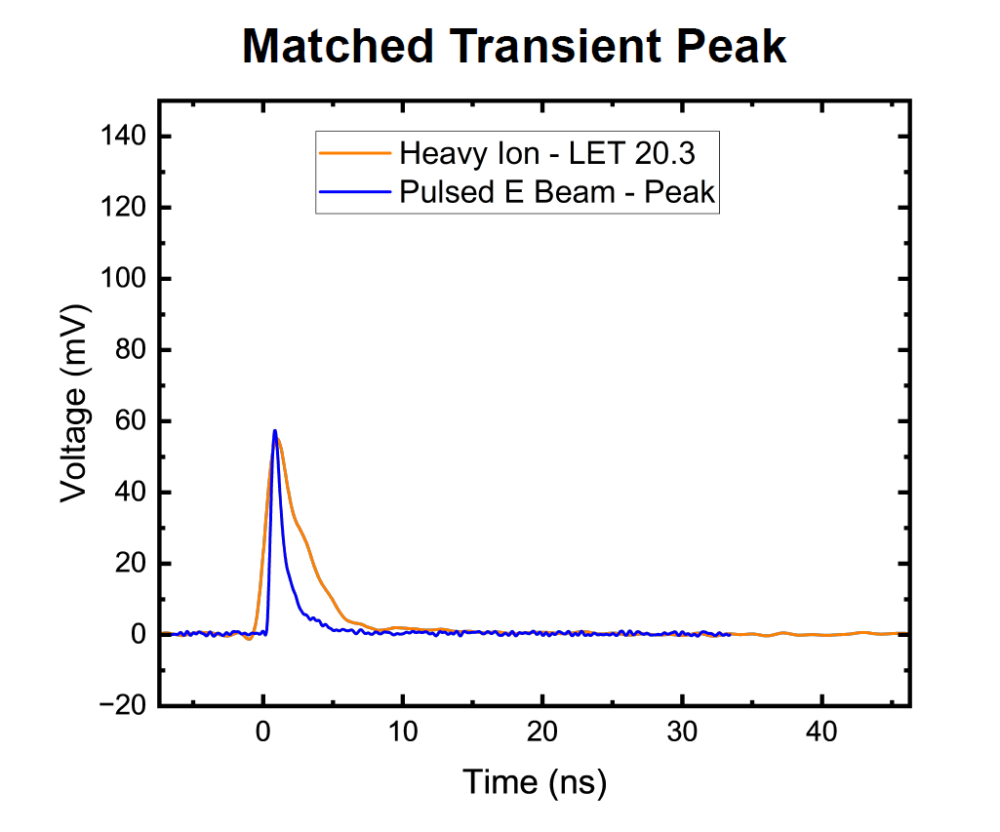 Matched Transient Peak
Heavy Ion - LET 20.3
Pulsed E Beam - Peak
Voltage (mV)
140
120
100
80
60
40
20
0
−20
0 10 20 30 40
Time (ns)